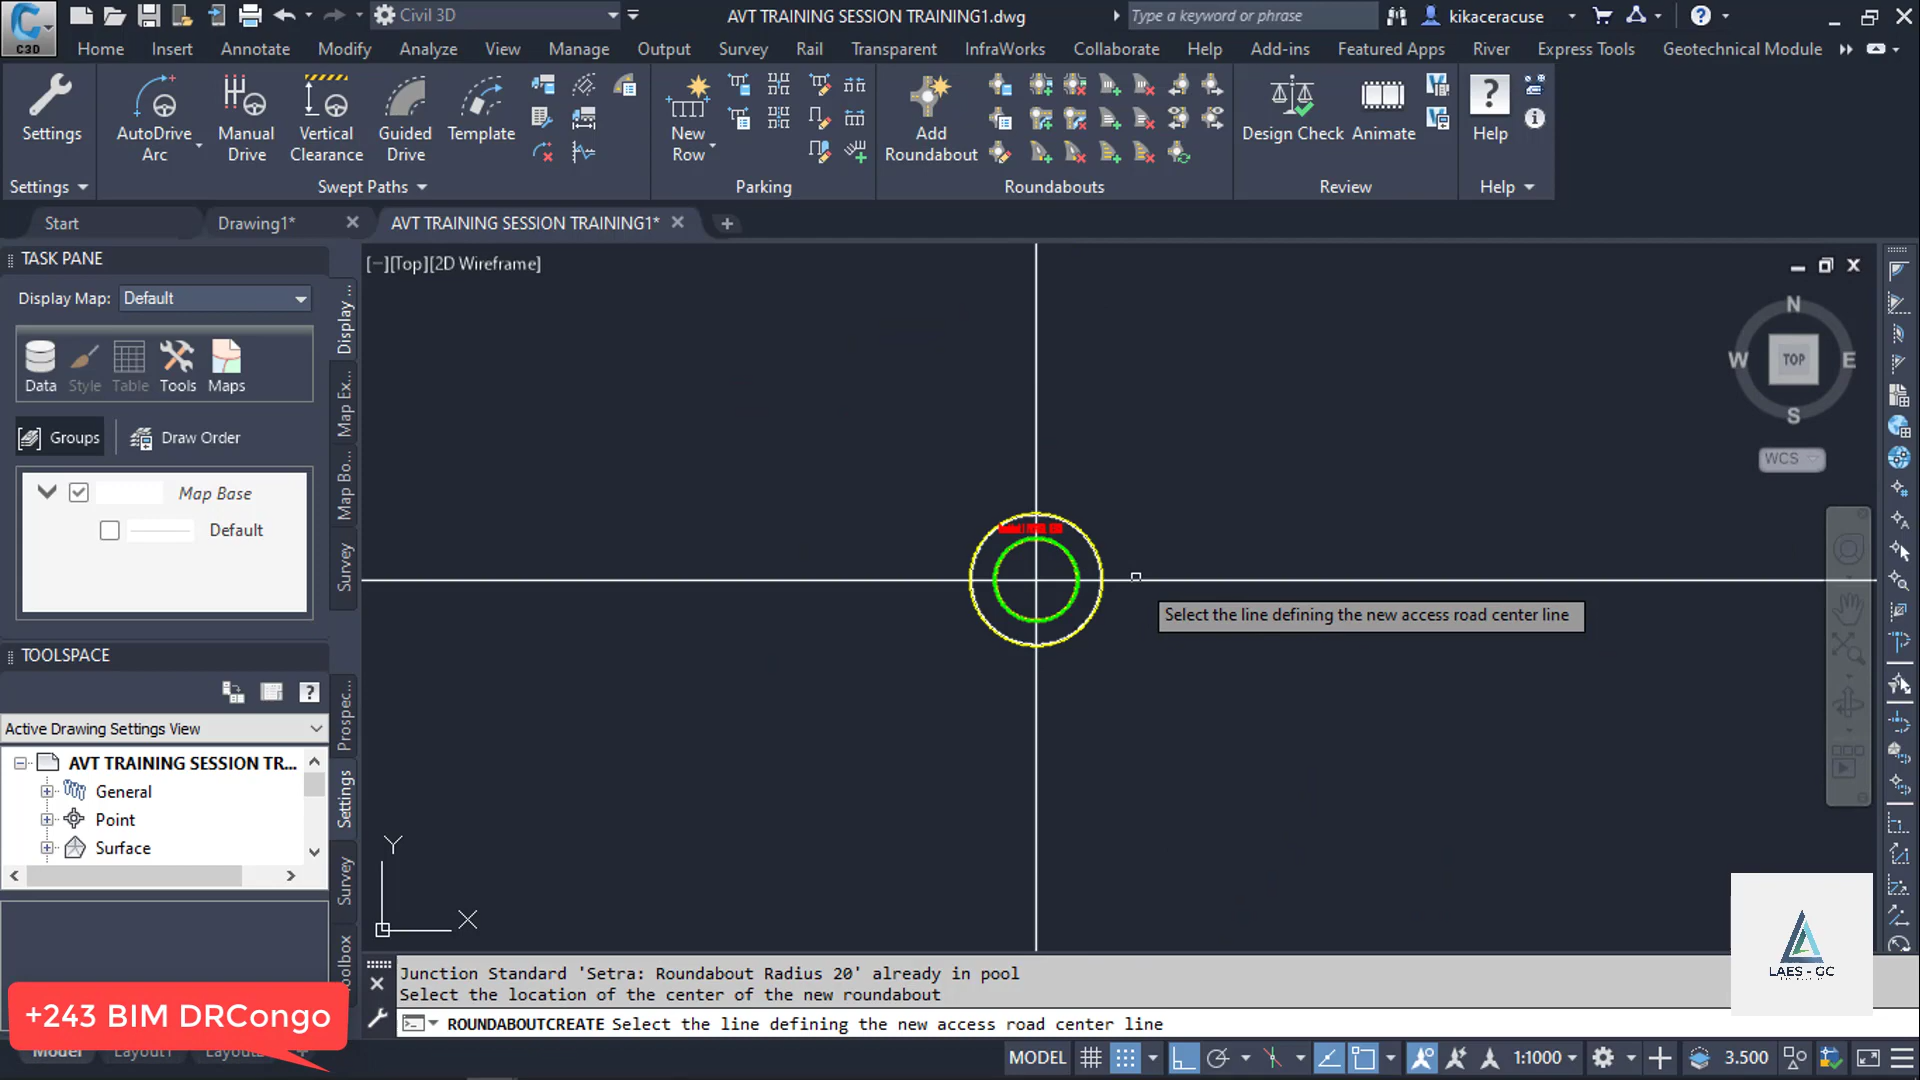 Civil 3D
AVT TRAINING SESSION TRAINING1.dwg
Type a keyword or phrase
kikaceracuse
C3D
Home
Insert
Annotate
Modify
Analyze
View
Manage
Output
Survey
Rail
Transparent
InfraWorks
Collaborate
Help
Add-ins
Featured Apps
River
Express Tools
Geotechnical Module
Settings
AutoDrive Arc
Manual Drive
Vertical Clearance
Guided Drive
Template
New Row
Add Roundabout
Design Check
Animate
Help
Settings
Swept Paths
Parking
Roundabouts
Review
Help
Start
Drawing1*
AVT TRAINING SESSION TRAINING1*
TASK PANE
Display Map:
Default
Data
Style
Table
Tools
Maps
Groups
Draw Order
Map Base
Default
Display ...
Map Ex...
Map Bo...
Survey
[−][Top][2D Wireframe]
N
W
TOP
E
S
WCS
Select the line defining the new access road center line
TOOLSPACE
Active Drawing Settings View
AVT TRAINING SESSION TR...
General
Point
Surface
Prospec...
Settings
Survey
Y
X
LAES - GC
Junction Standard 'Setra: Roundabout Radius 20' already in pool
Select the location of the center of the new roundabout
ROUNDABOUTCREATE Select the line defining the new access road center line
+243 BIM DRCongo
Model
Layout1
MODEL
1:1000
3.500